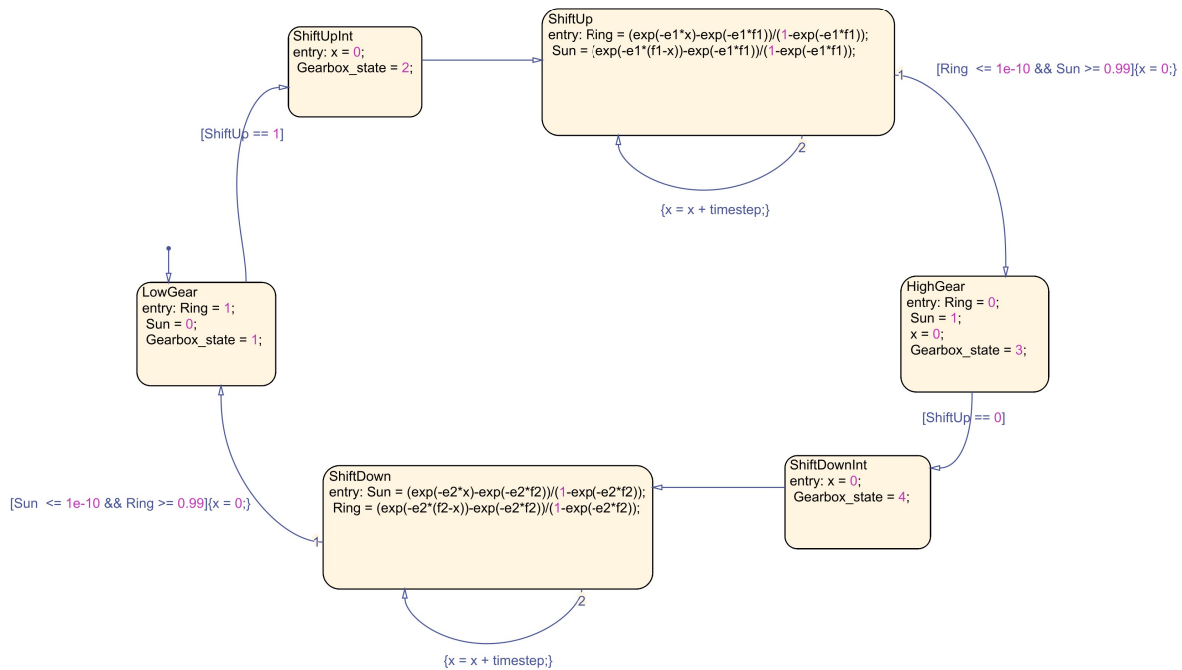 ShiftUpInt
entry: x = 0;
Gearbox_state = 2;
ShiftUp
entry: Ring = (exp(-e1*x)-exp(-e1*f1))/(1-exp(-e1*f1));
Sun = (exp(-e1*(f1-x))-exp(-e1*f1))/(1-exp(-e1*f1));
1
[Ring <= 1e-10 && Sun >= 0.99]{x = 0;}
[ShiftUp == 1]
2
{x = x + timestep;}
LowGear
entry: Ring = 1;
Sun = 0;
Gearbox_state = 1;
HighGear
entry: Ring = 0;
Sun = 1;
x = 0;
Gearbox_state = 3;
[ShiftUp == 0]
ShiftDownInt
entry: x = 0;
Gearbox_state = 4;
ShiftDown
entry: Sun = (exp(-e2*x)-exp(-e2*f2))/(1-exp(-e2*f2));
Ring = (exp(-e2*(f2-x))-exp(-e2*f2))/(1-exp(-e2*f2));
[Sun <= 1e-10 && Ring >= 0.99]{x = 0;}
1
2
{x = x + timestep;}